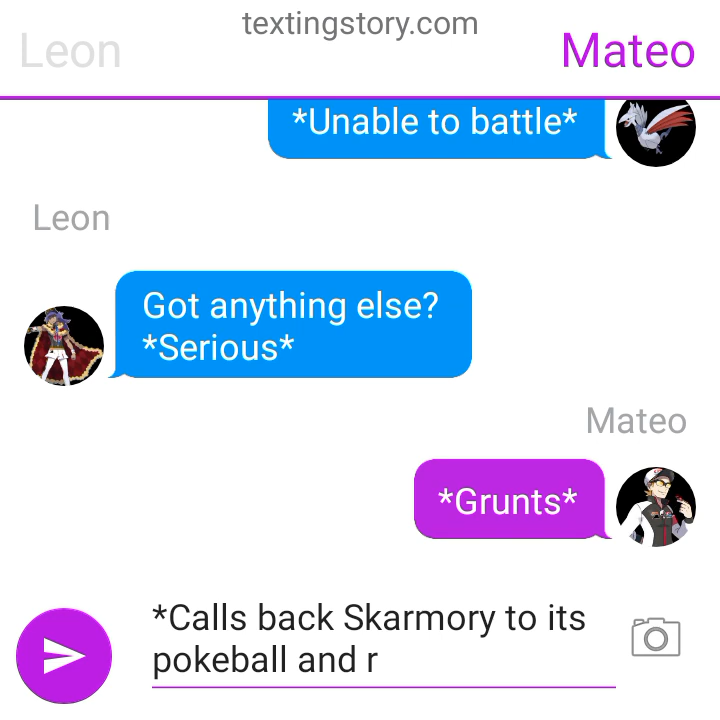 textingstory.com
Leon
Mateo
*Unable to battle*
Leon
Got anything else?
*Serious*
Mateo
*Grunts*
*Calls back Skarmory to its
pokeball and r